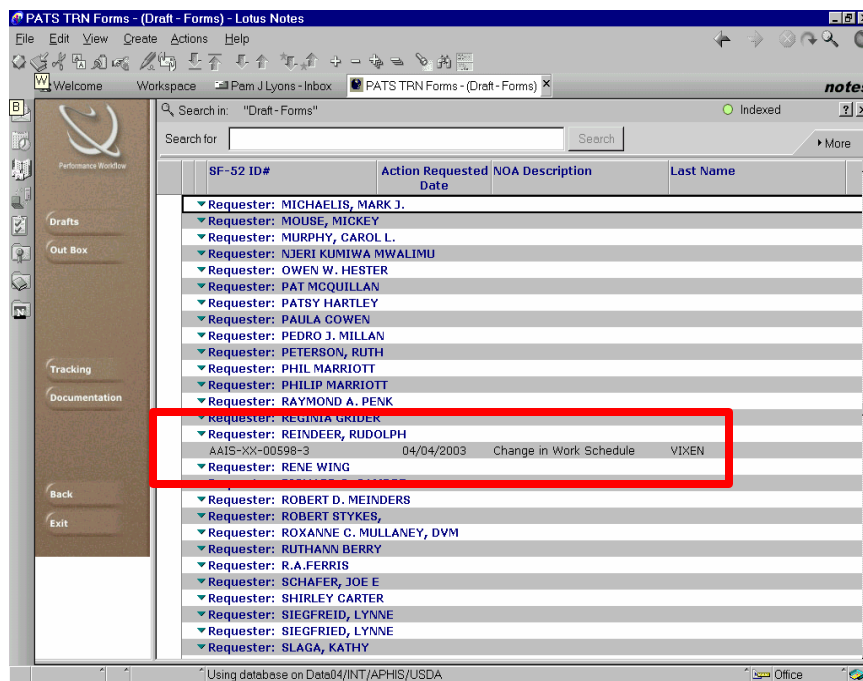 PATS TRN Forms - (Draft - Forms) - Lotus Notes
File Edit View Create Actions Help
W Welcome Workspace Pam J Lyons - Inbox PATS TRN Forms - (Draft - Forms) notes
B Search in: "Draft - Forms" Indexed
Search for Search More
Performance Workflow
SF-52 ID# Action Requested Date NOA Description Last Name
Requester: MICHAELIS, MARK J.
Drafts Requester: MOUSE, MICKEY
Requester: MURPHY, CAROL L.
Out Box Requester: NJERI KUMIWA MWALIMU
Requester: OWEN W. HESTER
Requester: PAT MCQUILLAN
Requester: PATSY HARTLEY
Requester: PAULA COWEN
Requester: PEDRO J. MILLAN
Requester: PETERSON, RUTH
Tracking Requester: PHIL MARRIOTT
Requester: PHILIP MARRIOTT
Documentation Requester: RAYMOND A. PENK
Requester: REGINIA GRIDER
Requester: REINDEER, RUDOLPH
AAIS-XX-00598-3 04/04/2003 Change in Work Schedule VIXEN
Requester: RENE WING
Back Requester: ROBERT D. MEINDERS
Requester: ROBERT STYKES,
Exit Requester: ROXANNE C. MULLANEY, DVM
Requester: RUTHANN BERRY
Requester: R.A.FERRIS
Requester: SCHAFER, JOE E
Requester: SHIRLEY CARTER
Requester: SIEGFREID, LYNNE
Requester: SIEGFRIED, LYNNE
Requester: SLAGA, KATHY
Using database on Data04/INT/APHIS/USDA Office